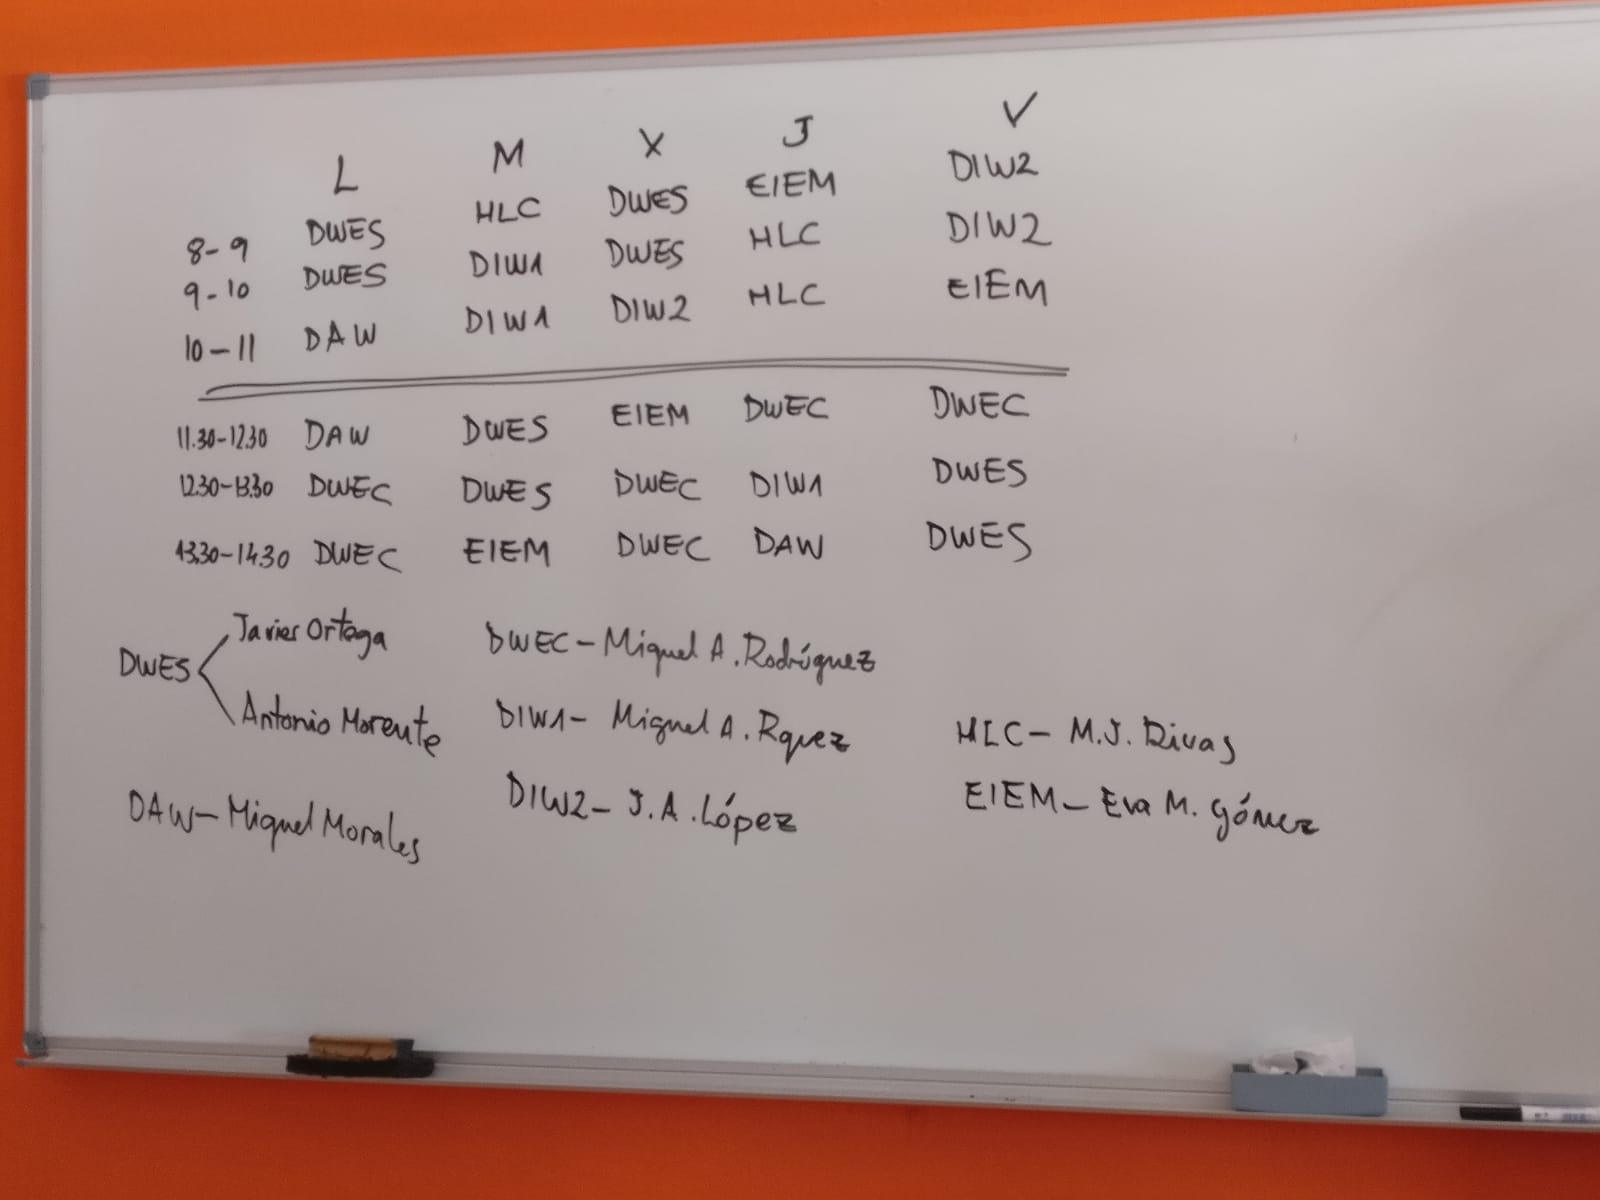 L M X J V
8-9 DWES HLC DWES EIEM DIW2
9-10 DWES DIW1 DWES HLC DIW2
10-11 DAW DIW1 DIW2 HLC EIEM
11.30-12.30 DAW DWES EIEM DWEC DWEC
12.30-13.30 DWEC DWES DWEC DIW1 DWES
13.30-14.30 DWEC EIEM DWEC DAW DWES
DWES
Javier Ortega
Antonio Morente
DAW-Miguel Morales
DWEC-Miguel A. Rodríguez
DIW1- Miguel A. Rquez
DIW2- J.A. López
HLC- M.J. Rivas
EIEM- Eva M. Gómez